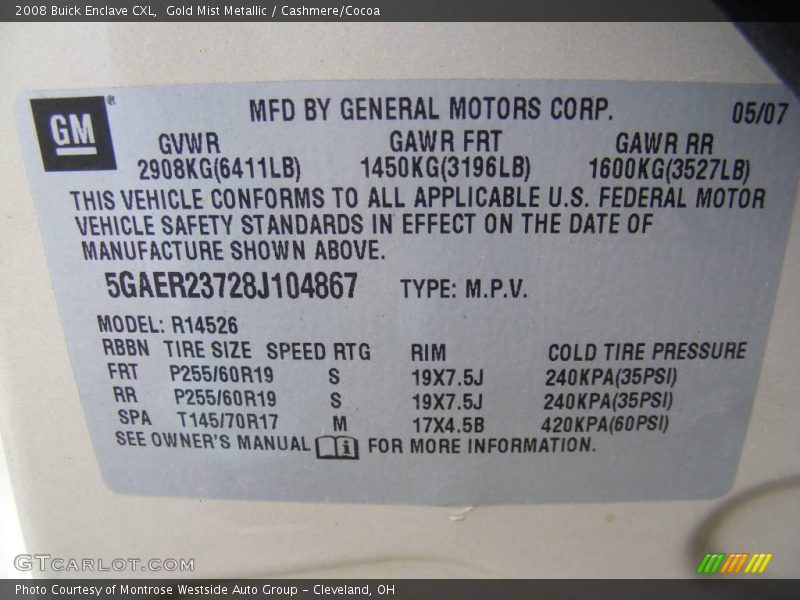 2008 Buick Enclave CXL,  Gold Mist Metallic / Cashmere/Cocoa
GM®
MFD BY GENERAL MOTORS CORP. 05/07
GVWR GAWR FRT GAWR RR
2908KG(6411LB) 1450KG(3196LB) 1600KG(3527LB)
THIS VEHICLE CONFORMS TO ALL APPLICABLE U.S. FEDERAL MOTOR
VEHICLE SAFETY STANDARDS IN EFFECT ON THE DATE OF
MANUFACTURE SHOWN ABOVE.
5GAER23728J104867 TYPE: M.P.V.
MODEL: R14526
RBBN TIRE SIZE SPEED RTG RIM COLD TIRE PRESSURE
FRT P255/60R19 S 19X7.5J 240KPA(35PSI)
RR P255/60R19 S 19X7.5J 240KPA(35PSI)
SPA T145/70R17 M 17X4.5B 420KPA(60PSI)
SEE OWNER'S MANUAL i FOR MORE INFORMATION.
GTCARLOT.COM
Photo Courtesy of Montrose Westside Auto Group - Cleveland, OH